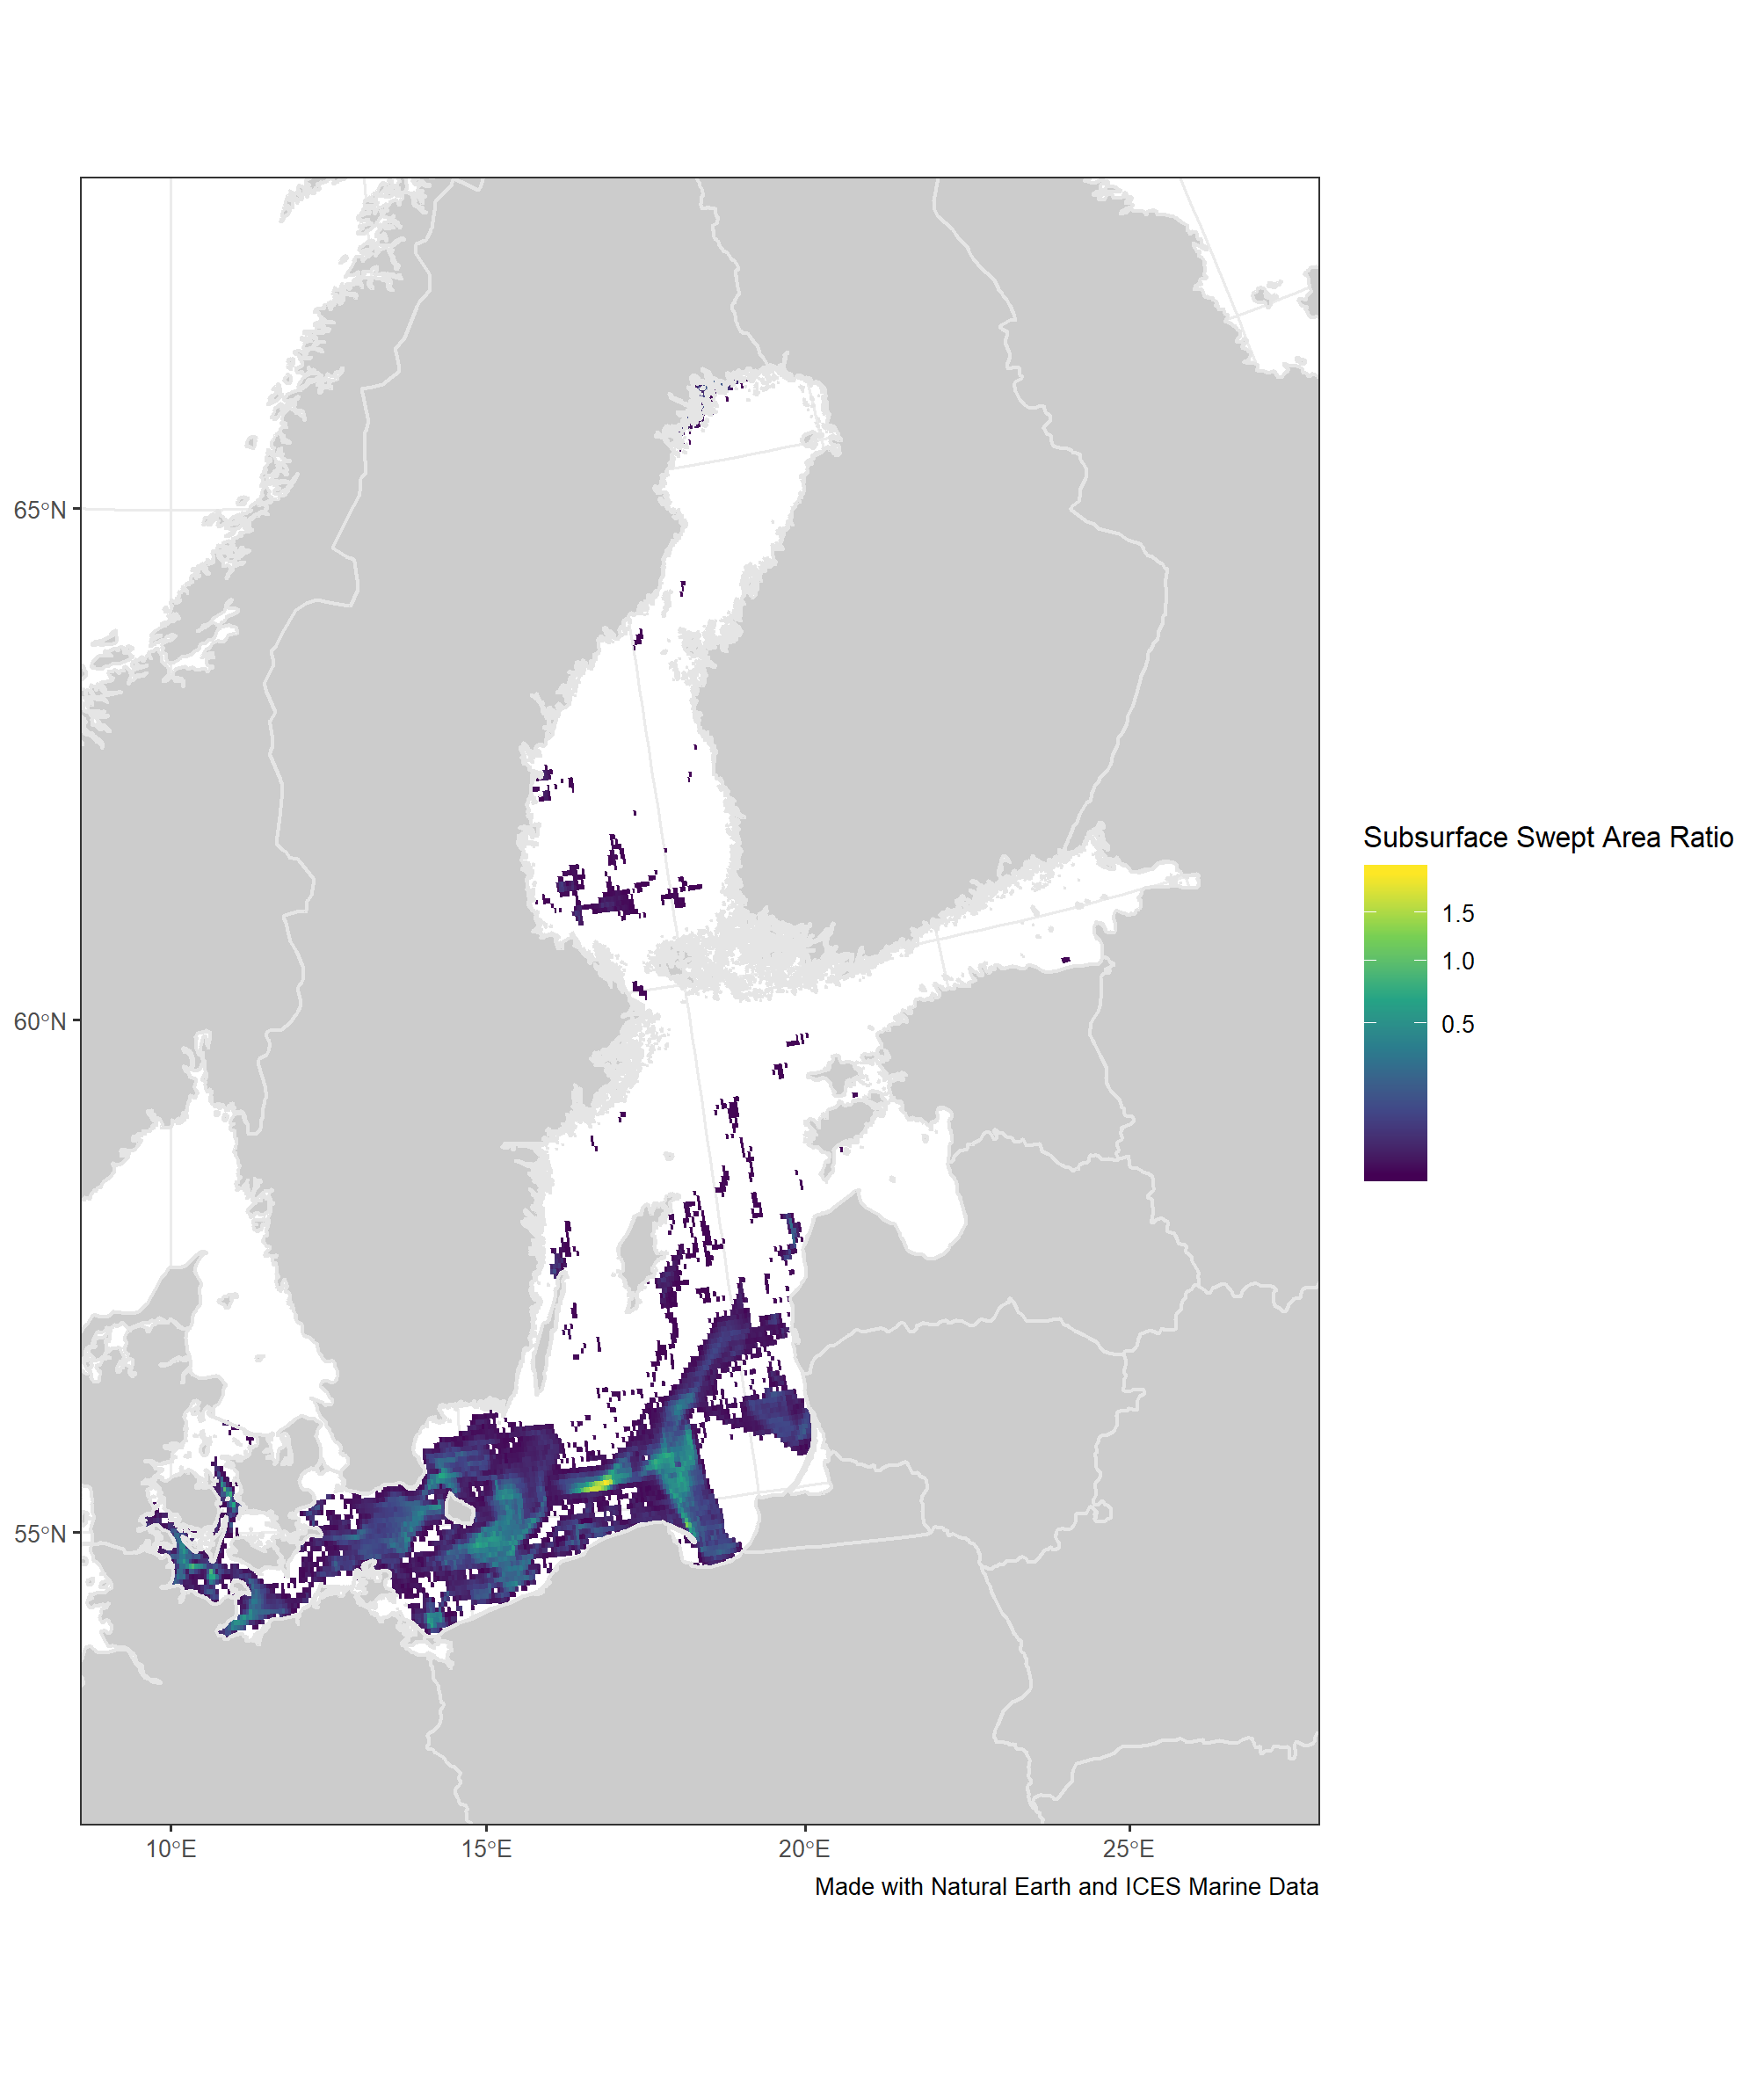 65°N
60°N
55°N
10°E
15°E
20°E
25°E
Subsurface Swept Area Ratio
1.5
1.0
0.5
Made with Natural Earth and ICES Marine Data